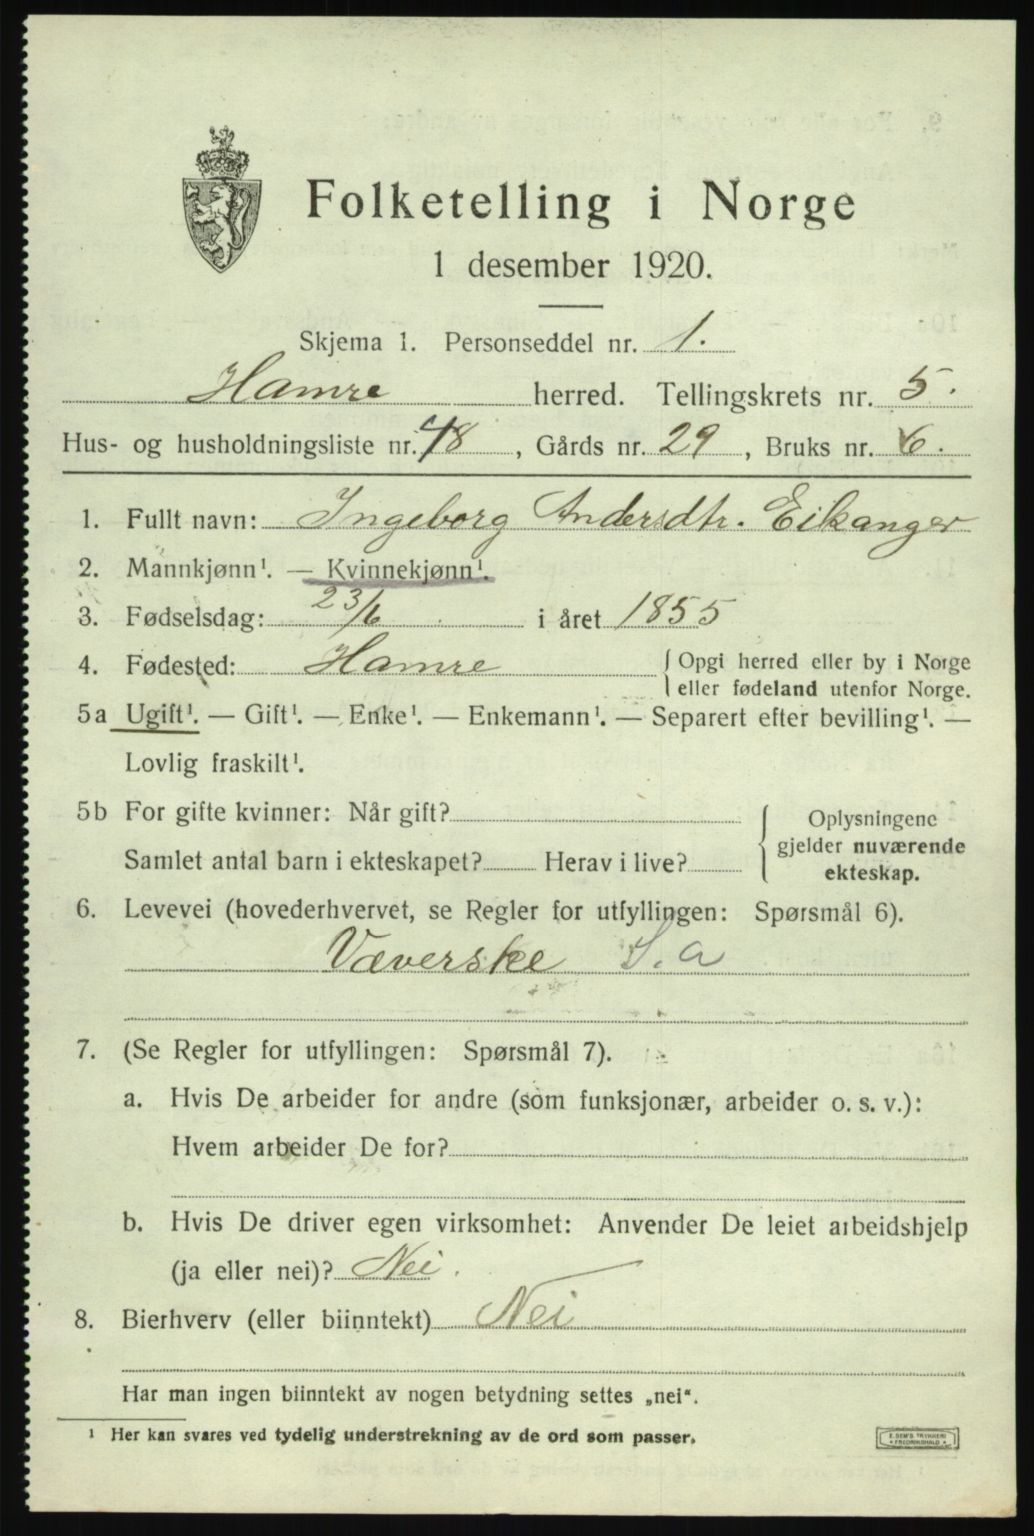 Folketelling i Norge
1 desember 1920.
Skjema 1. Personseddel nr. 1.
Hamre herred. Tellingskrets nr. 5.
Hus- og husholdningsliste nr. 48, Gårds nr. 29, Bruks nr. 6.
1. Fullt navn: Ingeborg Andersdtr. Eikanger
2. Mannkjønn¹. — Kvinnekjønn¹.
3. Fødselsdag: 23/6 i året 1855
4. Fødested: Hamre { Opgi herred eller by i Norge
eller fødeland utenfor Norge.
5a Ugift¹. — Gift¹. — Enke¹. — Enkemann¹. — Separert efter bevilling¹. —
Lovlig fraskilt¹.
5b For gifte kvinner: Når gift?
Samlet antal barn i ekteskapet? Herav i live?
Oplysningene
gjelder nuværende
ekteskap.
6. Levevei (hovederhvervet, se Regler for utfyllingen: Spørsmål 6).
Væverske S. a
7. (Se Regler for utfyllingen: Spørsmål 7).
a. Hvis De arbeider for andre (som funksjonær, arbeider o. s. v.):
Hvem arbeider De for?
b. Hvis De driver egen virksomhet: Anvender De leiet arbeidshjelp
(ja eller nei)? Nei.
8. Bierhverv (eller biinntekt) Nei
Har man ingen biinntekt av nogen betydning settes „nei“.
¹ Her kan svares ved tydelig understrekning av de ord som passer.
E. SEM'S TRYKKERI
FREDRIKSHALD